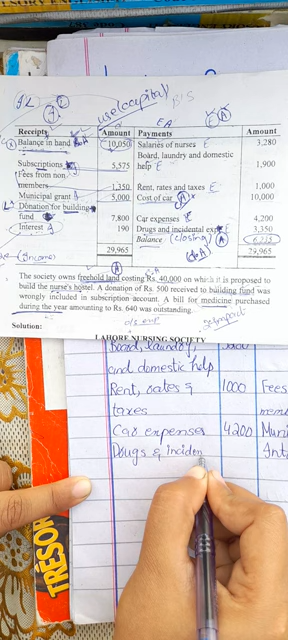 use/capital
B/S
E A
Receipts Amount Payments Amount
Balance in hand 10,050 Salaries of nurses E 3,280
Board, laundry and domestic
Subscriptions 5,575 help E 1,900
Fees from non
members 1,350 Rent, rates and taxes E 1,000
Municipal grant 5,000 Cost of car A 10,000
Donation for building
fund 7,800 Car expenses E 4,200
Interest 190 Drugs and incidental exp E 3,350
Balance (closing) A
29,965 29,965
(Income)
A
The society owns freehold land costing Rs. 40,000 on which it is proposed to
build the nurse's hostel. A donation of Rs. 500 received to building fund was
wrongly included in subscription account. A bill for medicine purchased
during the year amounting to Rs. 640 was outstanding.
o/s exp
Solution:
LAHORE NURSING SOCIETY
Board, laundry,
and domestic help
Rent, rates & 1000 Fees
taxes
Car expenses 4200 Muni
Drugs & inciden Int
TRÉSOR